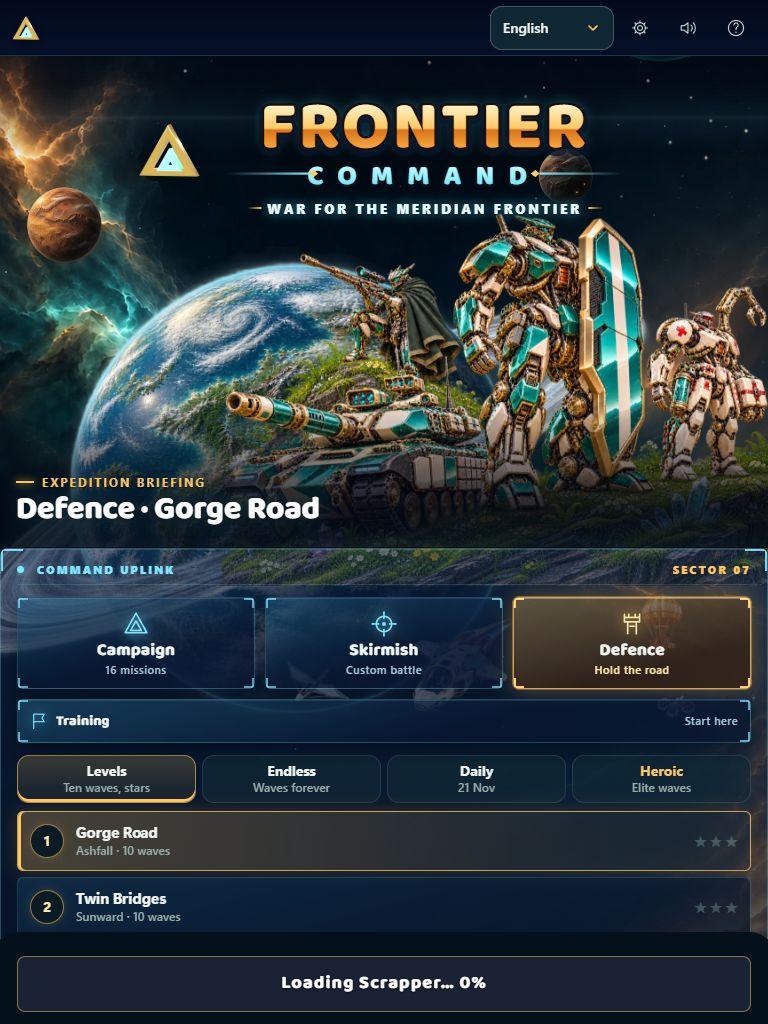 English
FRONTIER
COMMAND
WAR FOR THE MERIDIAN FRONTIER
EXPEDITION BRIEFING
Defence · Gorge Road
COMMAND UPLINK
SECTOR 07
Campaign
16 missions
Skirmish
Custom battle
Defence
Hold the road
Training
Start here
Levels
Ten waves, stars
Endless
Waves forever
Daily
21 Nov
Heroic
Elite waves
1
Gorge Road
Ashfall · 10 waves
2
Twin Bridges
Sunward · 10 waves
Loading Scrapper... 0%